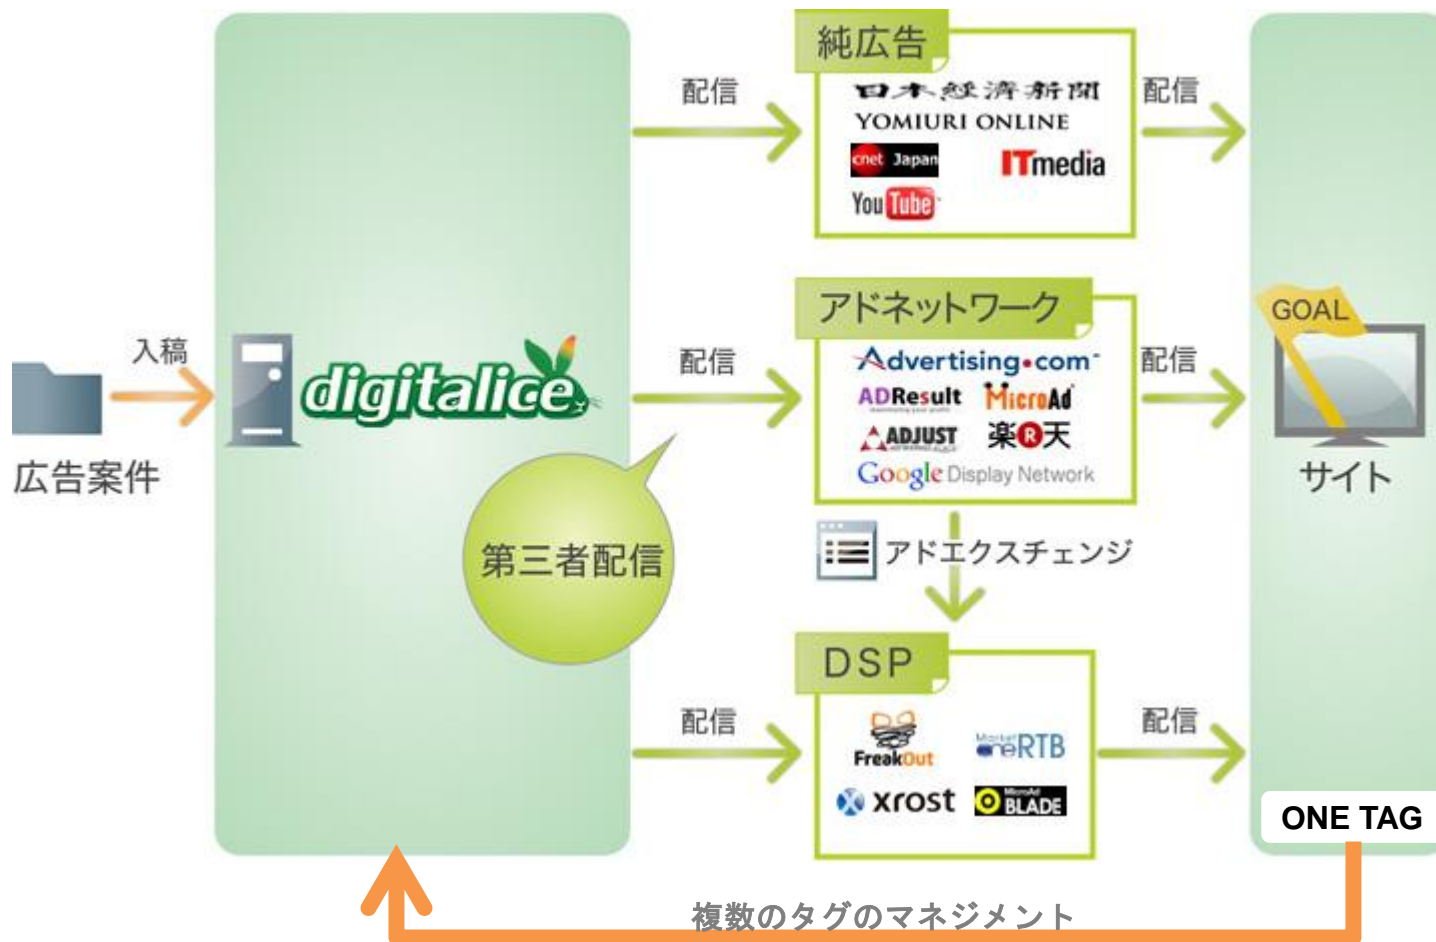 純広告
配信
日本経済新聞
配信
YOMIURI ONLINE
cnet Japan
ITmedia
YouTube
アドネットワーク
GOAL
入稿
配信
Advertising.com
配信
digitalice
ADResult
MicroAd
ADJUST
楽R天
広告案件
Google Display Network
サイト
第三者配信
アドエクスチェンジ
DSP
配信
配信
FreakOut
Market
oneRTB
xrost
MicroAd
BLADE
ONE TAG
複数のタグのマネジメント